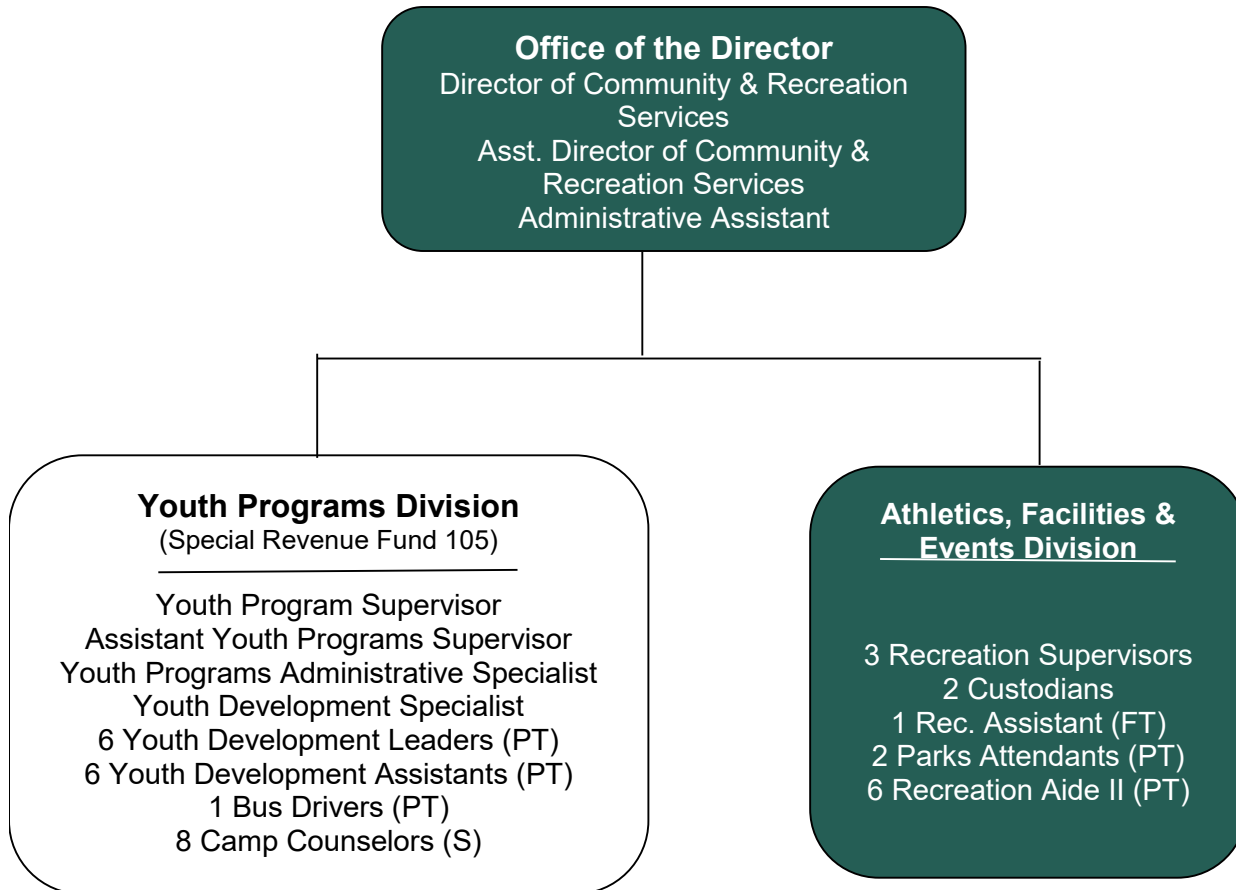 Office of the Director
Director of Community & Recreation
Services
Asst. Director of Community &
Recreation Services
Administrative Assistant
Youth Programs Division
(Special Revenue Fund 105)
Youth Program Supervisor
Assistant Youth Programs Supervisor
Youth Programs Administrative Specialist
Youth Development Specialist
6 Youth Development Leaders (PT)
6 Youth Development Assistants (PT)
1 Bus Drivers (PT)
8 Camp Counselors (S)
Athletics, Facilities &
Events Division
3 Recreation Supervisors
2 Custodians
1 Rec. Assistant (FT)
2 Parks Attendants (PT)
6 Recreation Aide II (PT)